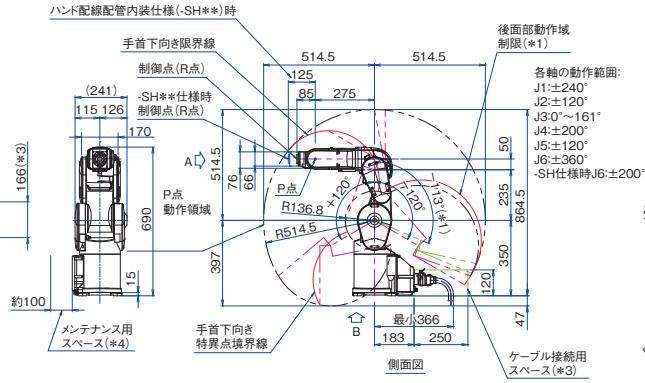 ハンド配線配管内装仕様(-SH**)時
手首下向き限界線
制御点(R点)
-SH**仕様時
制御点(R点)
514.5
514.5
後面部動作域
制限(*1)
各軸の動作範囲:
J1:±240°
J2:±120°
J3:0°～161°
J4:±200°
J5:±120°
J6:±360°
-SH仕様時J6:±200°
(241)
115
126
170
125
85
275
166(*3)
690
15
約100
メンテナンス用
スペース(*4)
A
P点
動作領域
514.5
397
76
66
P点
R136.8
R514.5
+120°
-120°
113°(*1)
50
235
350
864.5
120
47
手首下向き
特異点境界線
B
最小366
183
250
側面図
ケーブル接続用
スペース(*3)